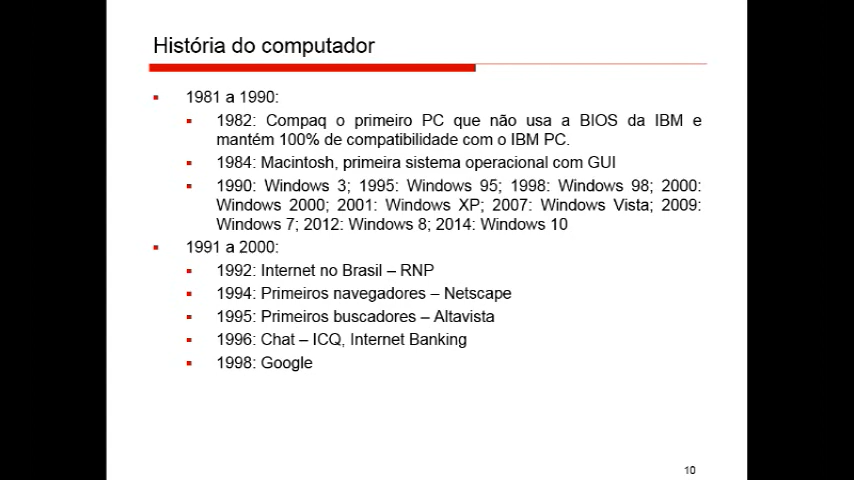 História do computador
1981 a 1990:
1982: Compaq o primeiro PC que não usa a BIOS da IBM e
mantém 100% de compatibilidade com o IBM PC.
1984: Macintosh, primeira sistema operacional com GUI
1990: Windows 3; 1995: Windows 95; 1998: Windows 98; 2000:
Windows 2000; 2001: Windows XP; 2007: Windows Vista; 2009:
Windows 7; 2012: Windows 8; 2014: Windows 10
1991 a 2000:
1992: Internet no Brasil – RNP
1994: Primeiros navegadores – Netscape
1995: Primeiros buscadores – Altavista
1996: Chat – ICQ, Internet Banking
1998: Google
10